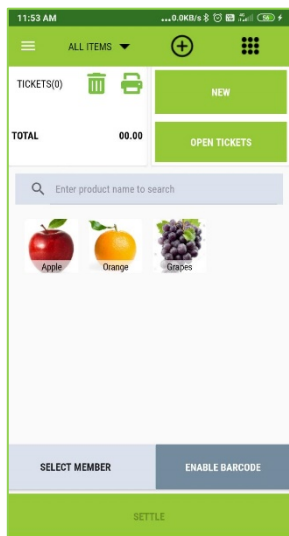 11:53 AM
...0.0KB/s 56
ALL ITEMS
TICKETS(0)
NEW
TOTAL 00.00
OPEN TICKETS
Enter product name to search
Apple Orange Grapes
SELECT MEMBER
ENABLE BARCODE
SETTLE